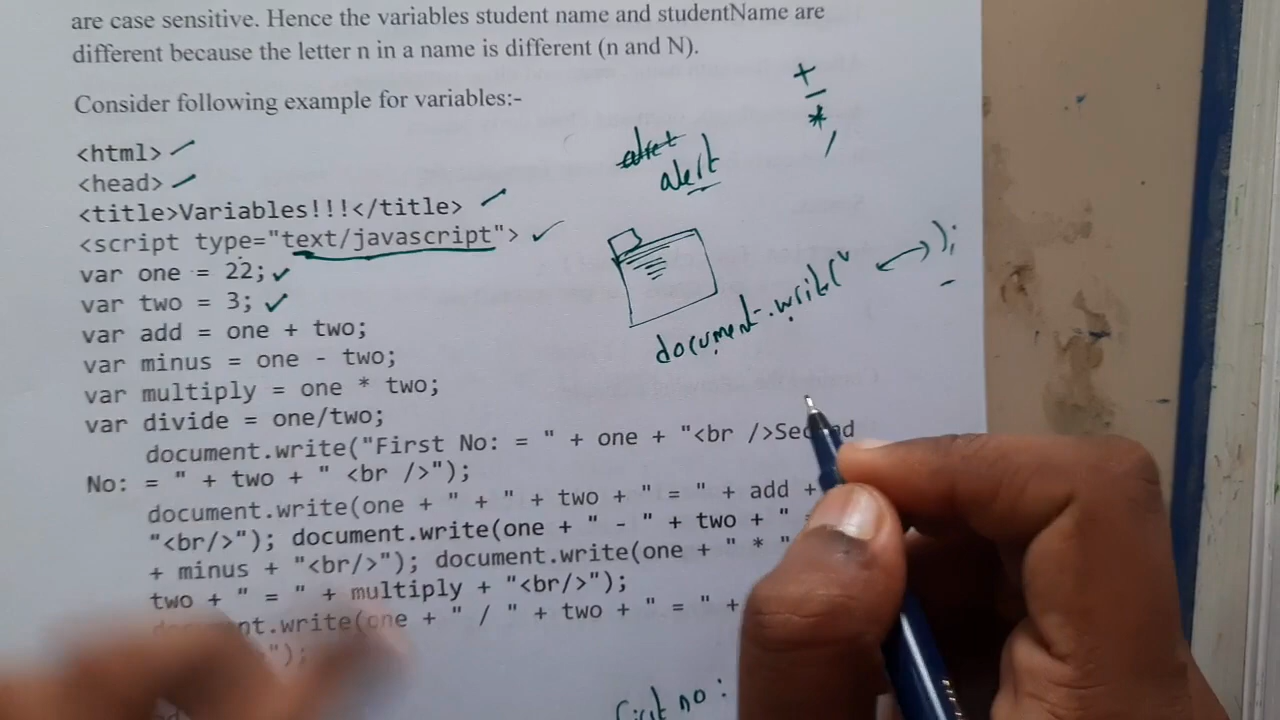 are case sensitive. Hence the variables student name and studentName are
different because the letter n in a name is different (n and N).
Consider following example for variables:-
<html>
<head>
<title>Variables!!!</title>
<script type="text/javascript">
var one = 22;
var two = 3;
var add = one + two;
var minus = one - two;
var multiply = one * two;
var divide = one/two;
document.write("First No: = " + one + "<br />Second
No: = " + two + " <br />");
document.write(one + " + " + two + " = " + add +
"<br/>"); document.write(one + " - " + two + "
+ minus + "<br/>"); document.write(one + " * "
two + " = " + multiply + "<br/>");
document.write(one + " / " + two + " = " +
");
+
-
*
/
alert
document.write(" );
First no :